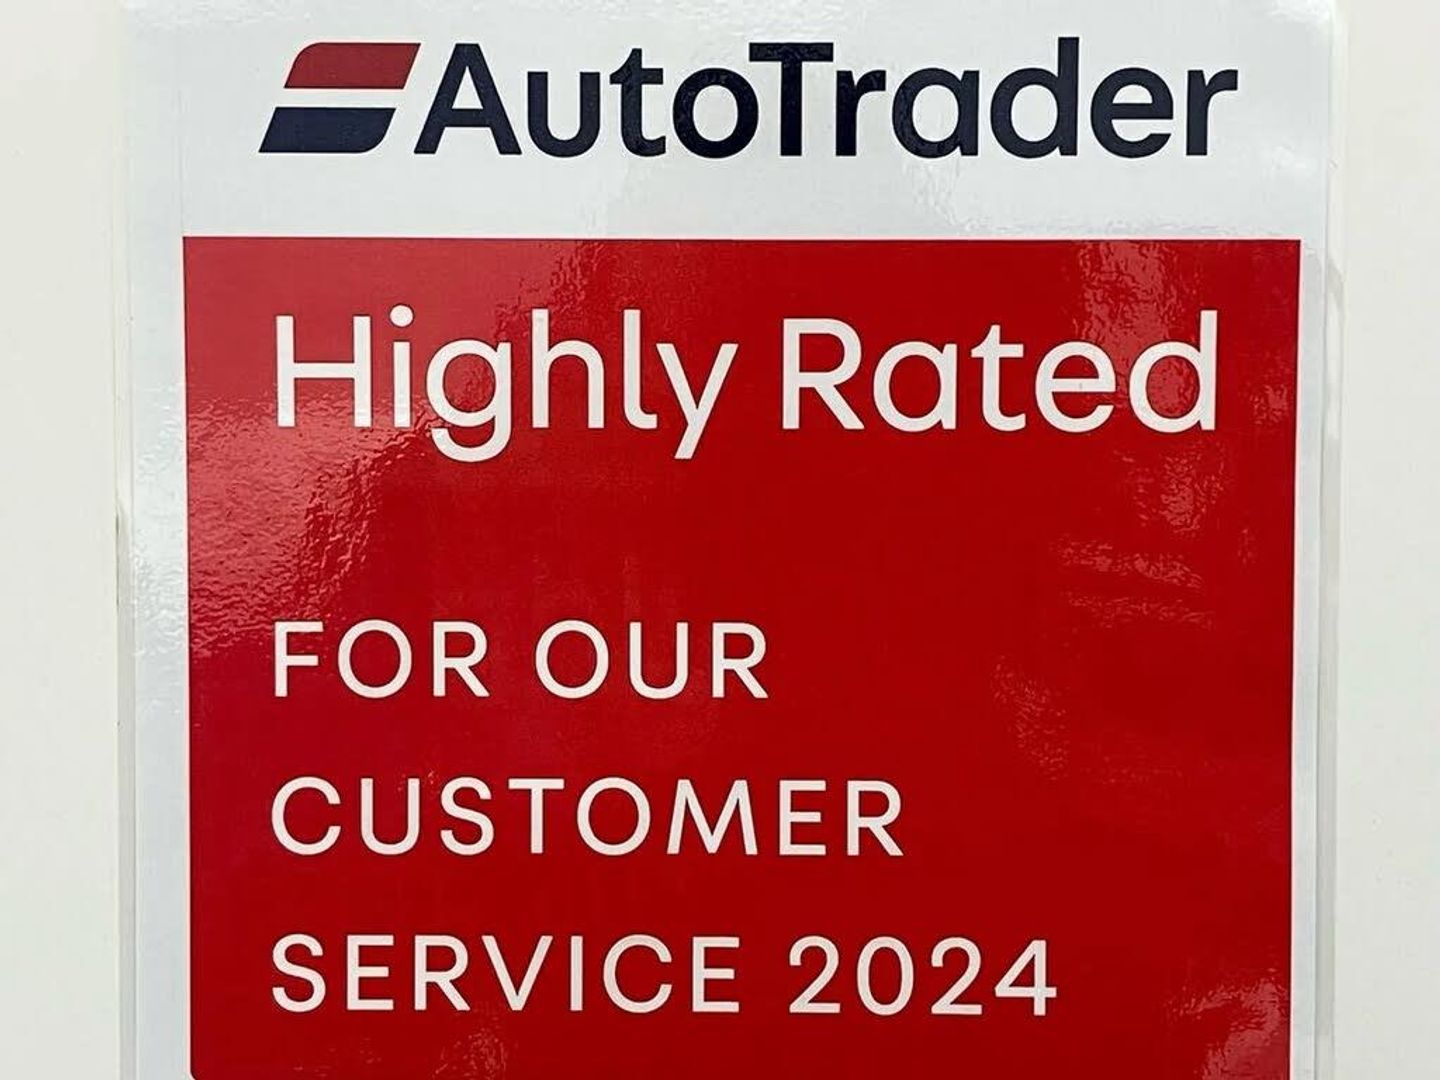 AutoTrader
Highly Rated
FOR OUR
CUSTOMER
SERVICE 2024